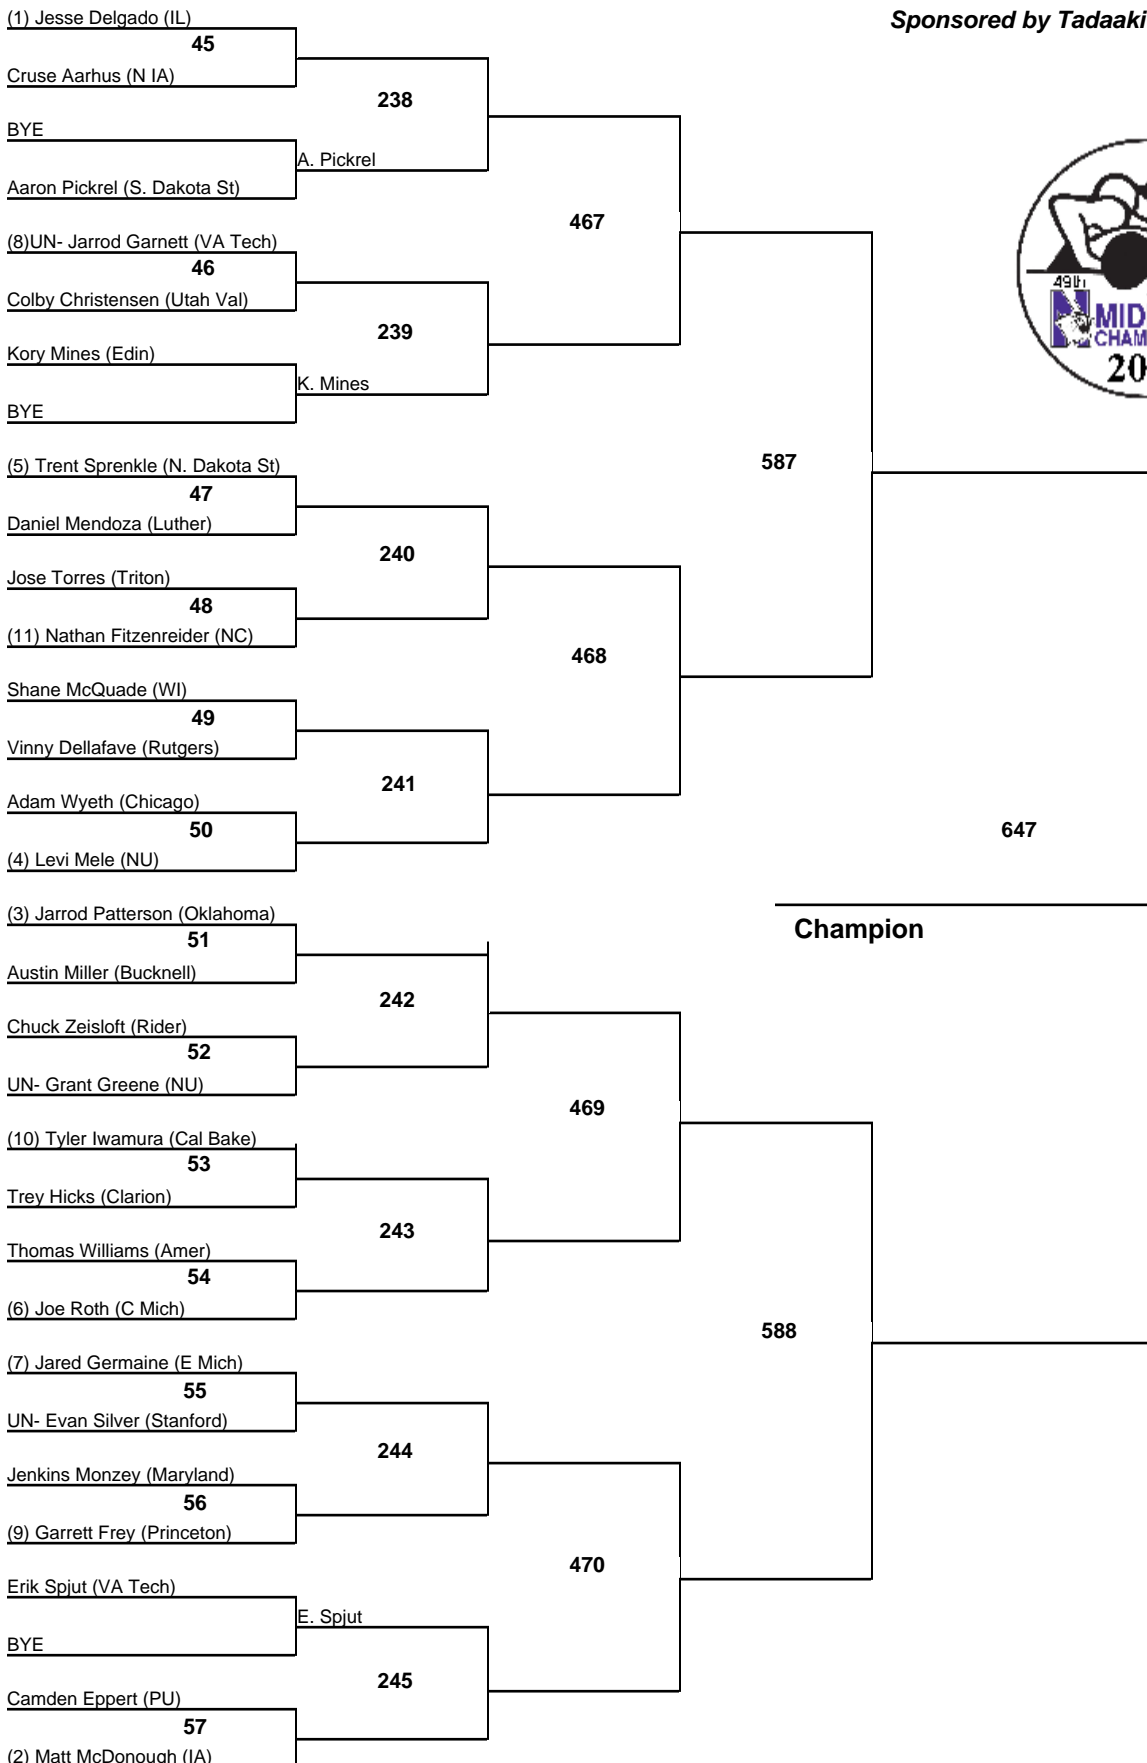 (1) Jesse Delgado (IL)
Sponsored by Tadaaki
45
Cruse Aarhus (N IA)
238
BYE
A. Pickrel
Aaron Pickrel (S. Dakota St)
467
(8)UN- Jarrod Garnett (VA Tech)
46
Colby Christensen (Utah Val)
49th
MID
CHAM
20
239
Kory Mines (Edin)
K. Mines
BYE
587
(5) Trent Sprenkle (N. Dakota St)
47
Daniel Mendoza (Luther)
240
Jose Torres (Triton)
48
(11) Nathan Fitzenreider (NC)
468
Shane McQuade (WI)
49
Vinny Dellafave (Rutgers)
241
Adam Wyeth (Chicago)
50
647
(4) Levi Mele (NU)
(3) Jarrod Patterson (Oklahoma)
Champion
51
Austin Miller (Bucknell)
242
Chuck Zeisloft (Rider)
52
UN- Grant Greene (NU)
469
(10) Tyler Iwamura (Cal Bake)
53
Trey Hicks (Clarion)
243
Thomas Williams (Amer)
54
(6) Joe Roth (C Mich)
588
(7) Jared Germaine (E Mich)
55
UN- Evan Silver (Stanford)
244
Jenkins Monzey (Maryland)
56
(9) Garrett Frey (Princeton)
470
Erik Spjut (VA Tech)
E. Spjut
BYE
245
Camden Eppert (PU)
57
(2) Matt McDonough (IA)